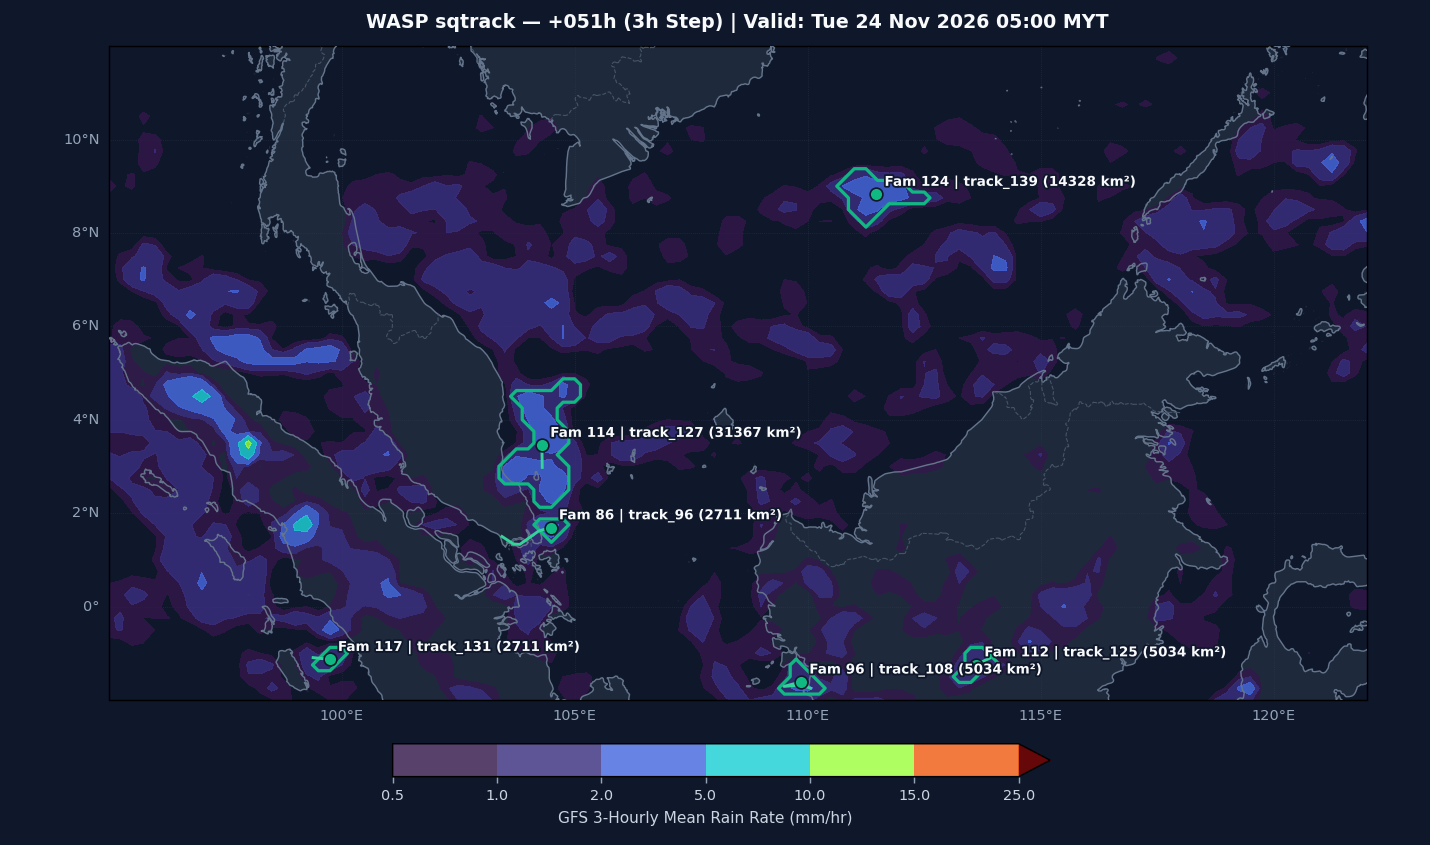 WASP sqtrack — +051h (3h Step) | Valid: Tue 24 Nov 2026 05:00 MYT
10°N
8°N
6°N
4°N
2°N
0°
Fam 124 | track_139 (14328 km²)
Fam 114 | track_127 (31367 km²)
Fam 86 | track_96 (2711 km²)
Fam 117 | track_131 (2711 km²)
Fam 112 | track_125 (5034 km²)
Fam 96 | track_108 (5034 km²)
100°E 105°E 110°E 115°E 120°E
0.5 1.0 2.0 5.0 10.0 15.0 25.0
GFS 3-Hourly Mean Rain Rate (mm/hr)